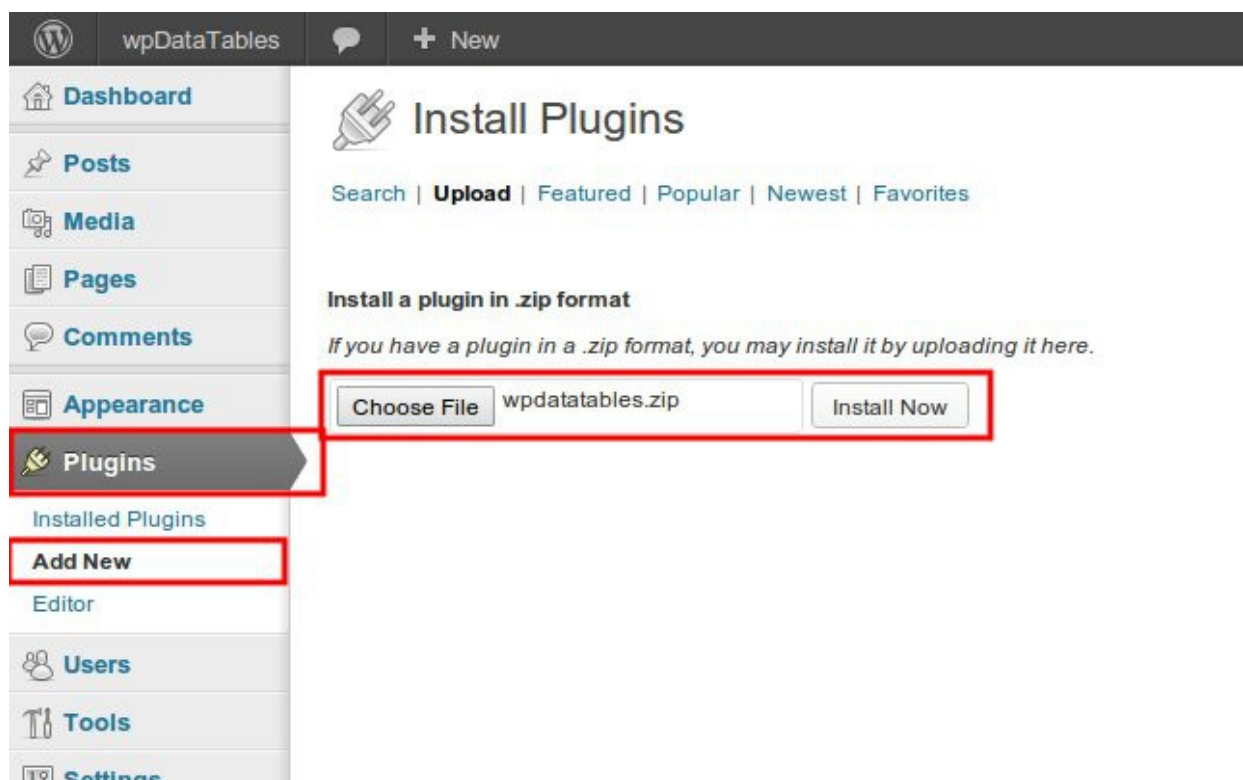 wpDataTables + New
Dashboard
Posts
Media
Pages
Comments
Appearance
Plugins
Installed Plugins
Add New
Editor
Users
Tools
Settings
Install Plugins
Search | Upload | Featured | Popular | Newest | Favorites
Install a plugin in .zip format
If you have a plugin in a .zip format, you may install it by uploading it here.
Choose File wpdatatables.zip Install Now